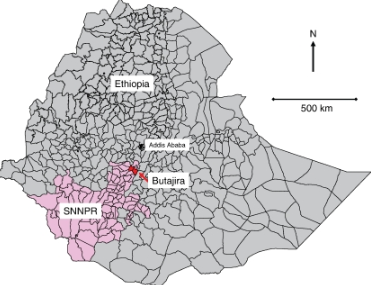 N
Ethiopia
500 km
Addis Ababa
Butajira
SNNPR